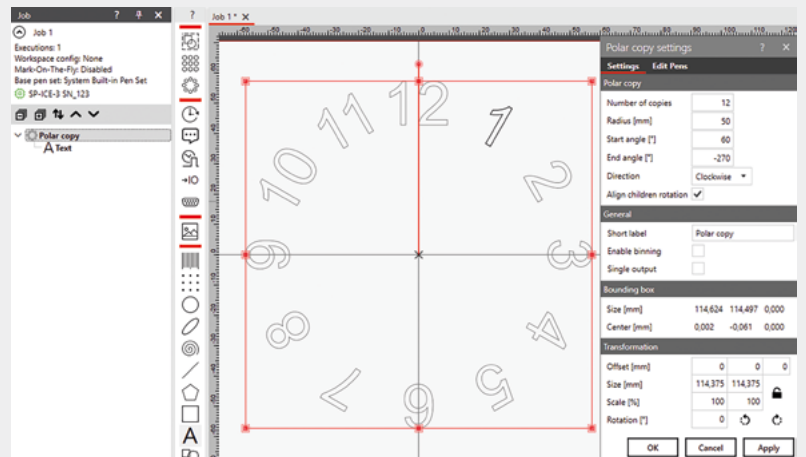 Job ?
Job 1
Executions: 1
Workspace config: None
Mark-On-The-Fly: Disabled
Base pen set: System Built-in Pen Set
SP-ICE-3 SN_123
Polar copy
A Text
?
Job 1 *
12
1
2
3
4
5
6
7
8
9
10
11
Polar copy settings ?
Settings Edit Pens
Polar copy
Number of copies 12
Radius [mm] 50
Start angle [°] 60
End angle [°] -270
Direction Clockwise
Align children rotation
General
Short label Polar copy
Enable binning
Single output
Bounding box
Size [mm] 114,624 114,497 0,000
Center [mm] 0,002 -0,061 0,000
Transformation
Offset [mm] 0 0 0
Size [mm] 114,375 114,375
Scale [%] 100 100
Rotation [°] 0
OK Cancel Apply